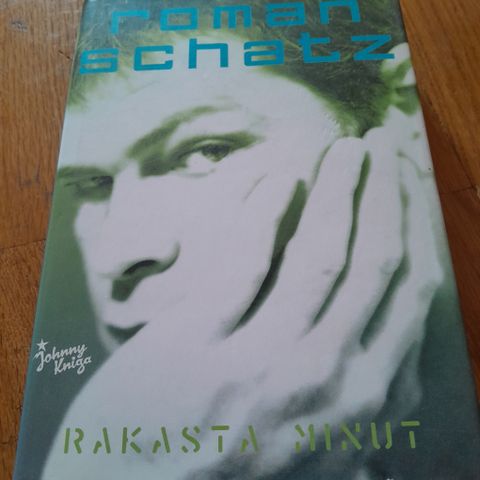 roman
schatz
Johnny
Kniga
RAKASTA MINUT